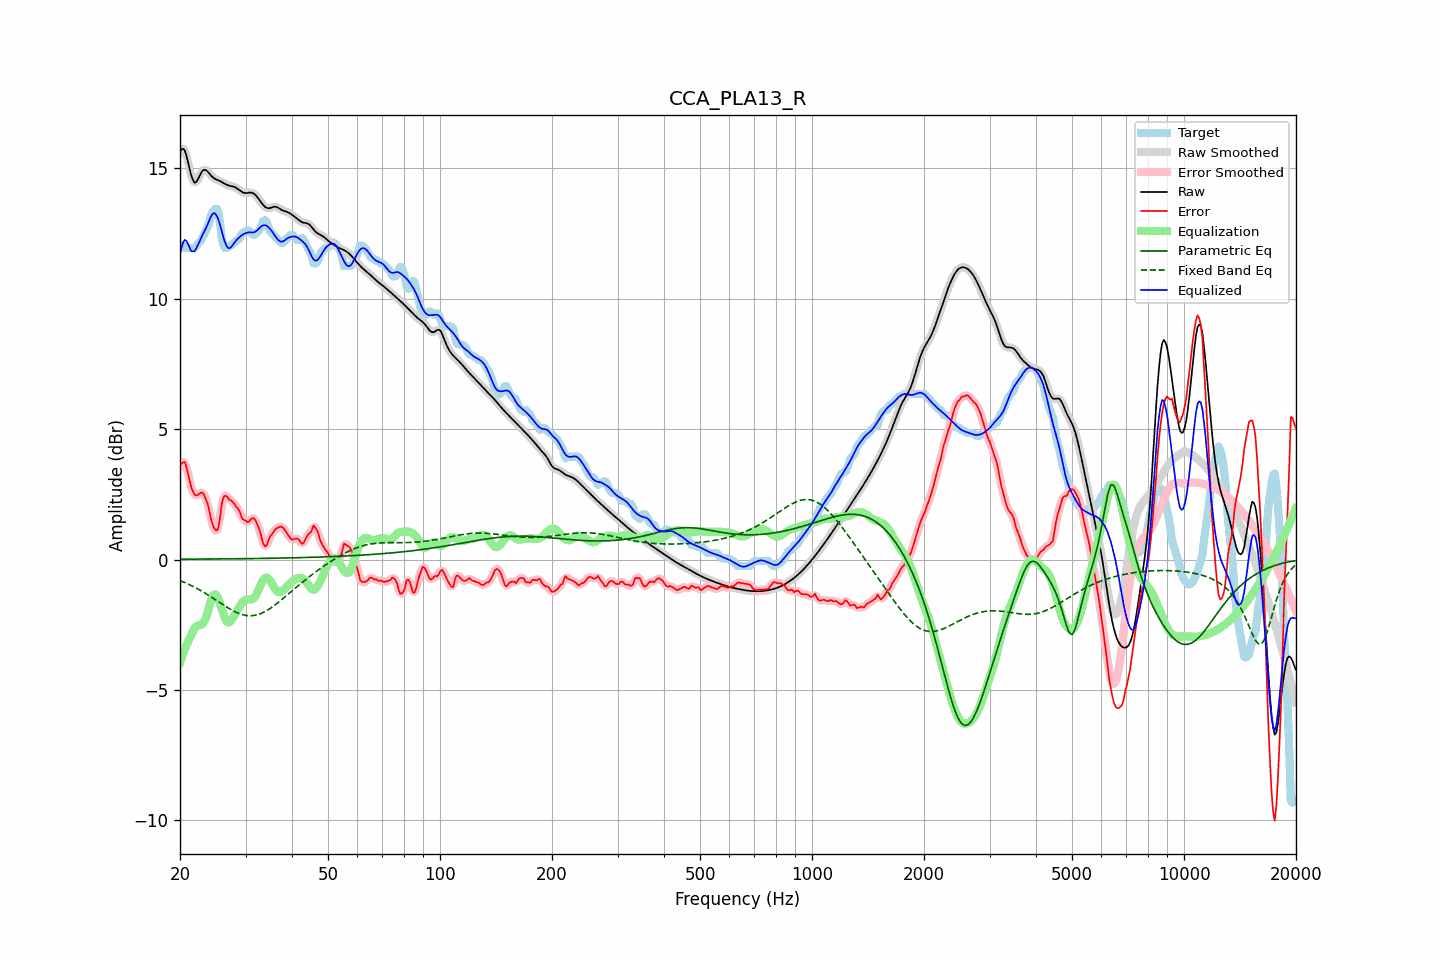 CCA_PLA13_R
Amplitude (dBr)
15
10
5
0
−5
−10
Target
Raw Smoothed
Error Smoothed
Raw
Error
Equalization
Parametric Eq
Fixed Band Eq
Equalized
20 50 100 200 500 1000 2000 5000 10000 20000
Frequency (Hz)